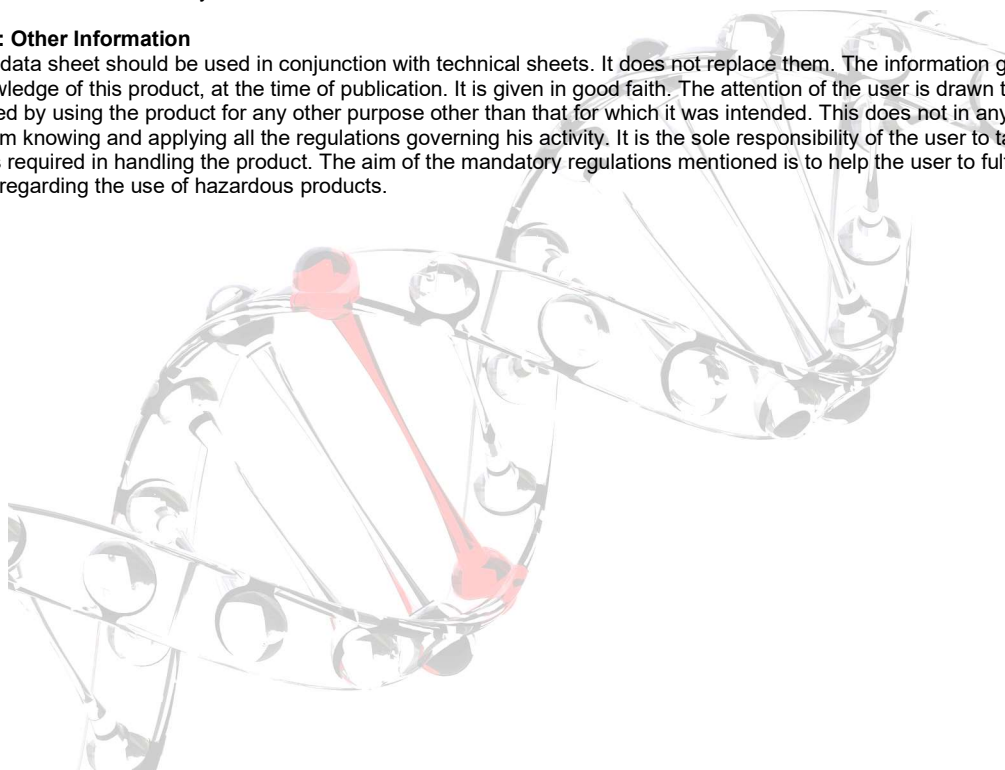 : Other Information
data sheet should be used in conjunction with technical sheets. It does not replace them. The information g
wledge of this product, at the time of publication. It is given in good faith. The attention of the user is drawn t
ed by using the product for any other purpose other than that for which it was intended. This does not in any
m knowing and applying all the regulations governing his activity. It is the sole responsibility of the user to ta
s required in handling the product. The aim of the mandatory regulations mentioned is to help the user to ful
regarding the use of hazardous products.